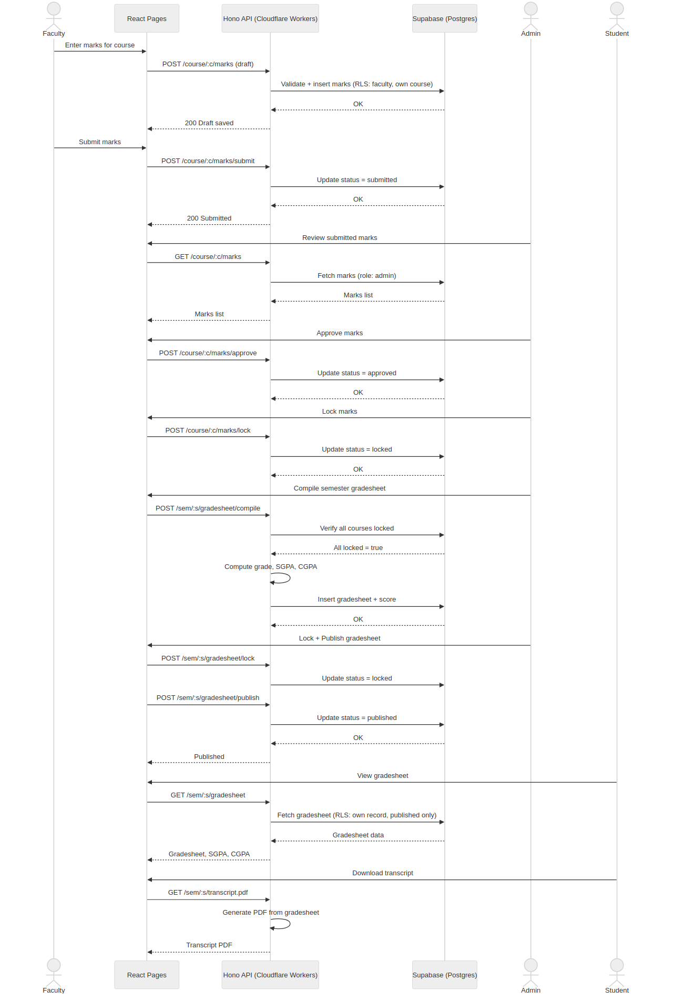 Faculty
React Pages
Hono API (Cloudflare Workers)
Supabase (Postgres)
Admin
Student
Enter marks for course
POST /course/:c/marks (draft)
Validate + insert marks (RLS: faculty, own course)
OK
200 Draft saved
Submit marks
POST /course/:c/marks/submit
Update status = submitted
OK
200 Submitted
Review submitted marks
GET /course/:c/marks
Fetch marks (role: admin)
Marks list
Marks list
Approve marks
POST /course/:c/marks/approve
Update status = approved
OK
Lock marks
POST /course/:c/marks/lock
Update status = locked
OK
Compile semester gradesheet
POST /sem/:s/gradesheet/compile
Verify all courses locked
All locked = true
Compute grade, SGPA, CGPA
Insert gradesheet + score
OK
Lock + Publish gradesheet
POST /sem/:s/gradesheet/lock
Update status = locked
POST /sem/:s/gradesheet/publish
Update status = published
OK
Published
View gradesheet
GET /sem/:s/gradesheet
Fetch gradesheet (RLS: own record, published only)
Gradesheet data
Gradesheet, SGPA, CGPA
Download transcript
GET /sem/:s/transcript.pdf
Generate PDF from gradesheet
Transcript PDF
Faculty
React Pages
Hono API (Cloudflare Workers)
Supabase (Postgres)
Admin
Student